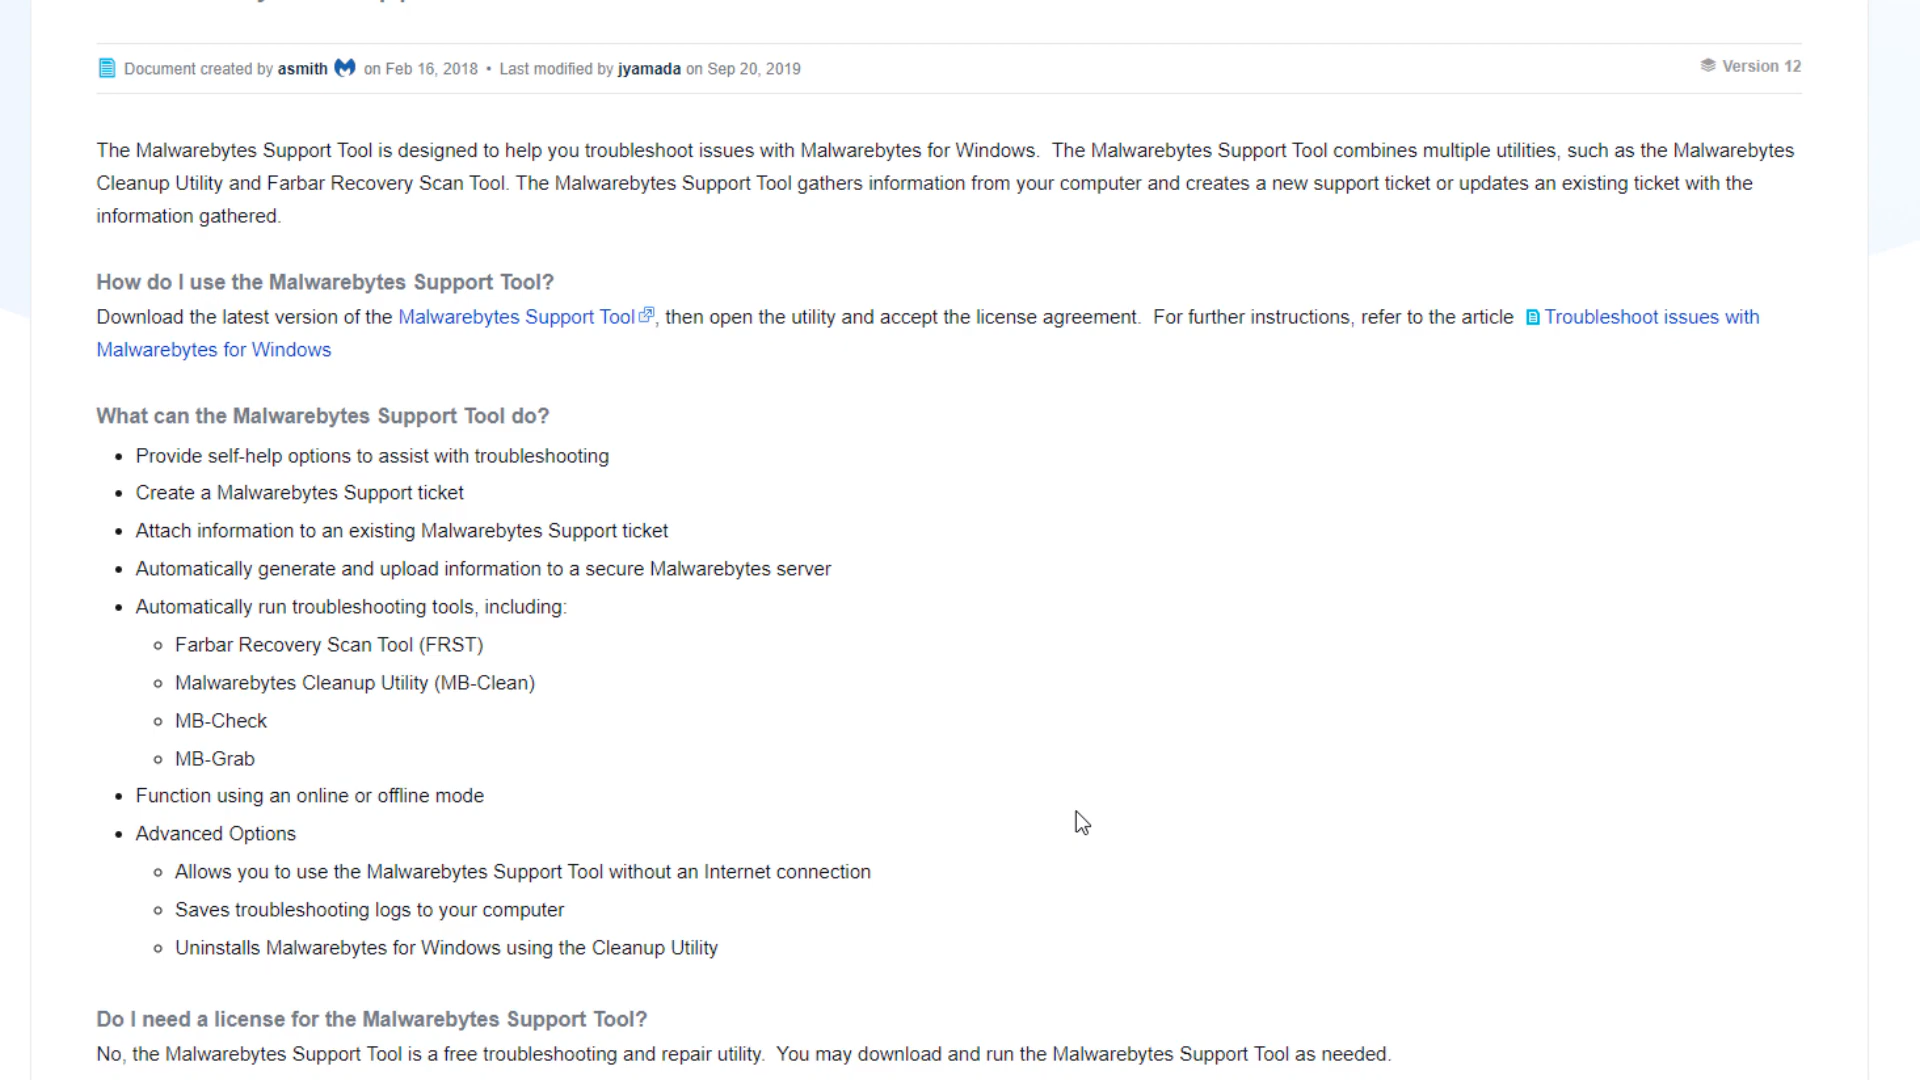 Document created by asmith on Feb 16, 2018 • Last modified by jyamada on Sep 20, 2019
Version 12
The Malwarebytes Support Tool is designed to help you troubleshoot issues with Malwarebytes for Windows.  The Malwarebytes Support Tool combines multiple utilities, such as the Malwarebytes
Cleanup Utility and Farbar Recovery Scan Tool. The Malwarebytes Support Tool gathers information from your computer and creates a new support ticket or updates an existing ticket with the
information gathered.
How do I use the Malwarebytes Support Tool?
Download the latest version of the Malwarebytes Support Tool, then open the utility and accept the license agreement.  For further instructions, refer to the article Troubleshoot issues with
Malwarebytes for Windows
What can the Malwarebytes Support Tool do?
• Provide self-help options to assist with troubleshooting
• Create a Malwarebytes Support ticket
• Attach information to an existing Malwarebytes Support ticket
• Automatically generate and upload information to a secure Malwarebytes server
• Automatically run troubleshooting tools, including:
◦ Farbar Recovery Scan Tool (FRST)
◦ Malwarebytes Cleanup Utility (MB-Clean)
◦ MB-Check
◦ MB-Grab
• Function using an online or offline mode
• Advanced Options
◦ Allows you to use the Malwarebytes Support Tool without an Internet connection
◦ Saves troubleshooting logs to your computer
◦ Uninstalls Malwarebytes for Windows using the Cleanup Utility
Do I need a license for the Malwarebytes Support Tool?
No, the Malwarebytes Support Tool is a free troubleshooting and repair utility.  You may download and run the Malwarebytes Support Tool as needed.